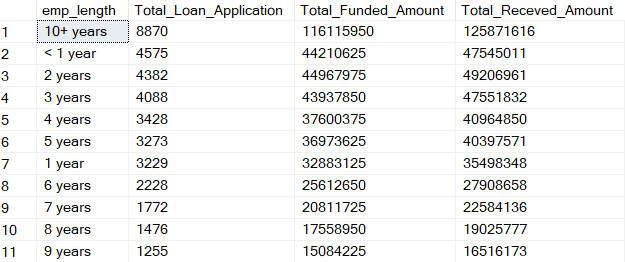 emp_length Total_Loan_Application Total_Funded_Amount Total_Receved_Amount
1 10+ years 8870 116115950 125871616
2 < 1 year 4575 44210625 47545011
3 2 years 4382 44967975 49206961
4 3 years 4088 43937850 47551832
5 4 years 3428 37600375 40964850
6 5 years 3273 36973625 40397571
7 1 year 3229 32883125 35498348
8 6 years 2228 25612650 27908658
9 7 years 1772 20811725 22584136
10 8 years 1476 17558950 19025777
11 9 years 1255 15084225 16516173